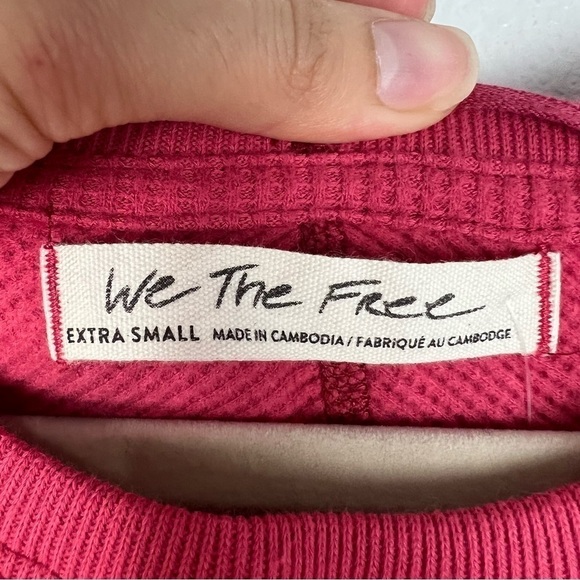 We The Free
EXTRA SMALL MADE IN CAMBODIA / FABRIQUÉ AU CAMBODGE